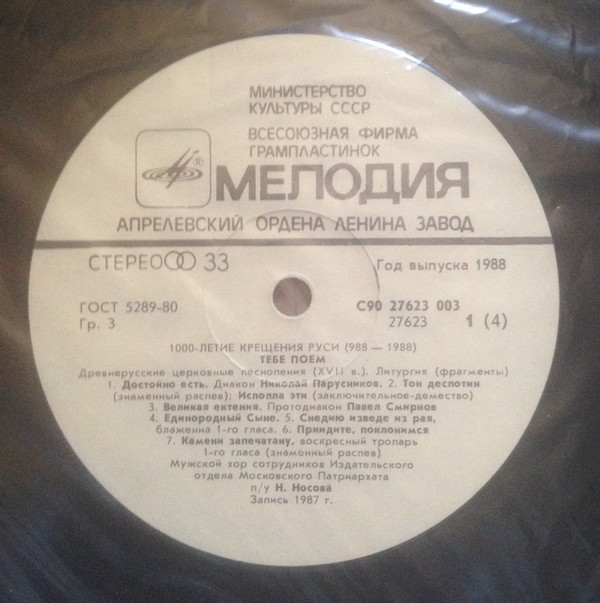 МИНИСТЕРСТВО
КУЛЬТУРЫ СССР
ВСЕСОЮЗНАЯ ФИРМА
ГРАМПЛАСТИНОК
® МЕЛОДИЯ
АПРЕЛЕВСКИЙ ОРДЕНА ЛЕНИНА ЗАВОД
СТЕРЕО 33 Год выпуска 1988
ГОСТ 5289-80 С90 27623 003
Гр. 3 27623 1 (4)
1000-ЛЕТИЕ КРЕЩЕНИЯ РУСИ (988 — 1988)
ТЕБЕ ПОЕМ
Древнерусские церковные песнопения (XVII в.). Литургия (фрагменты)
1. Достойно есть. Диакон Николай Парусников. 2. Тон деспотин
(знаменный распев); Исполла эти (заключительное-демество)
3. Великая ектения. Протодиакон Павел Смирнов
4. Единородный Сыне. 5. Снедию изведе из рая,
блаженна 1-го гласа. 6. Приидите, поклонимся
7. Камени запечатану, воскресный тропарь
1-го гласа (знаменный распев)
Мужской хор сотрудников Издательского
отдела Московского Патриархата
п/у Н. Носова
Запись 1987 г.